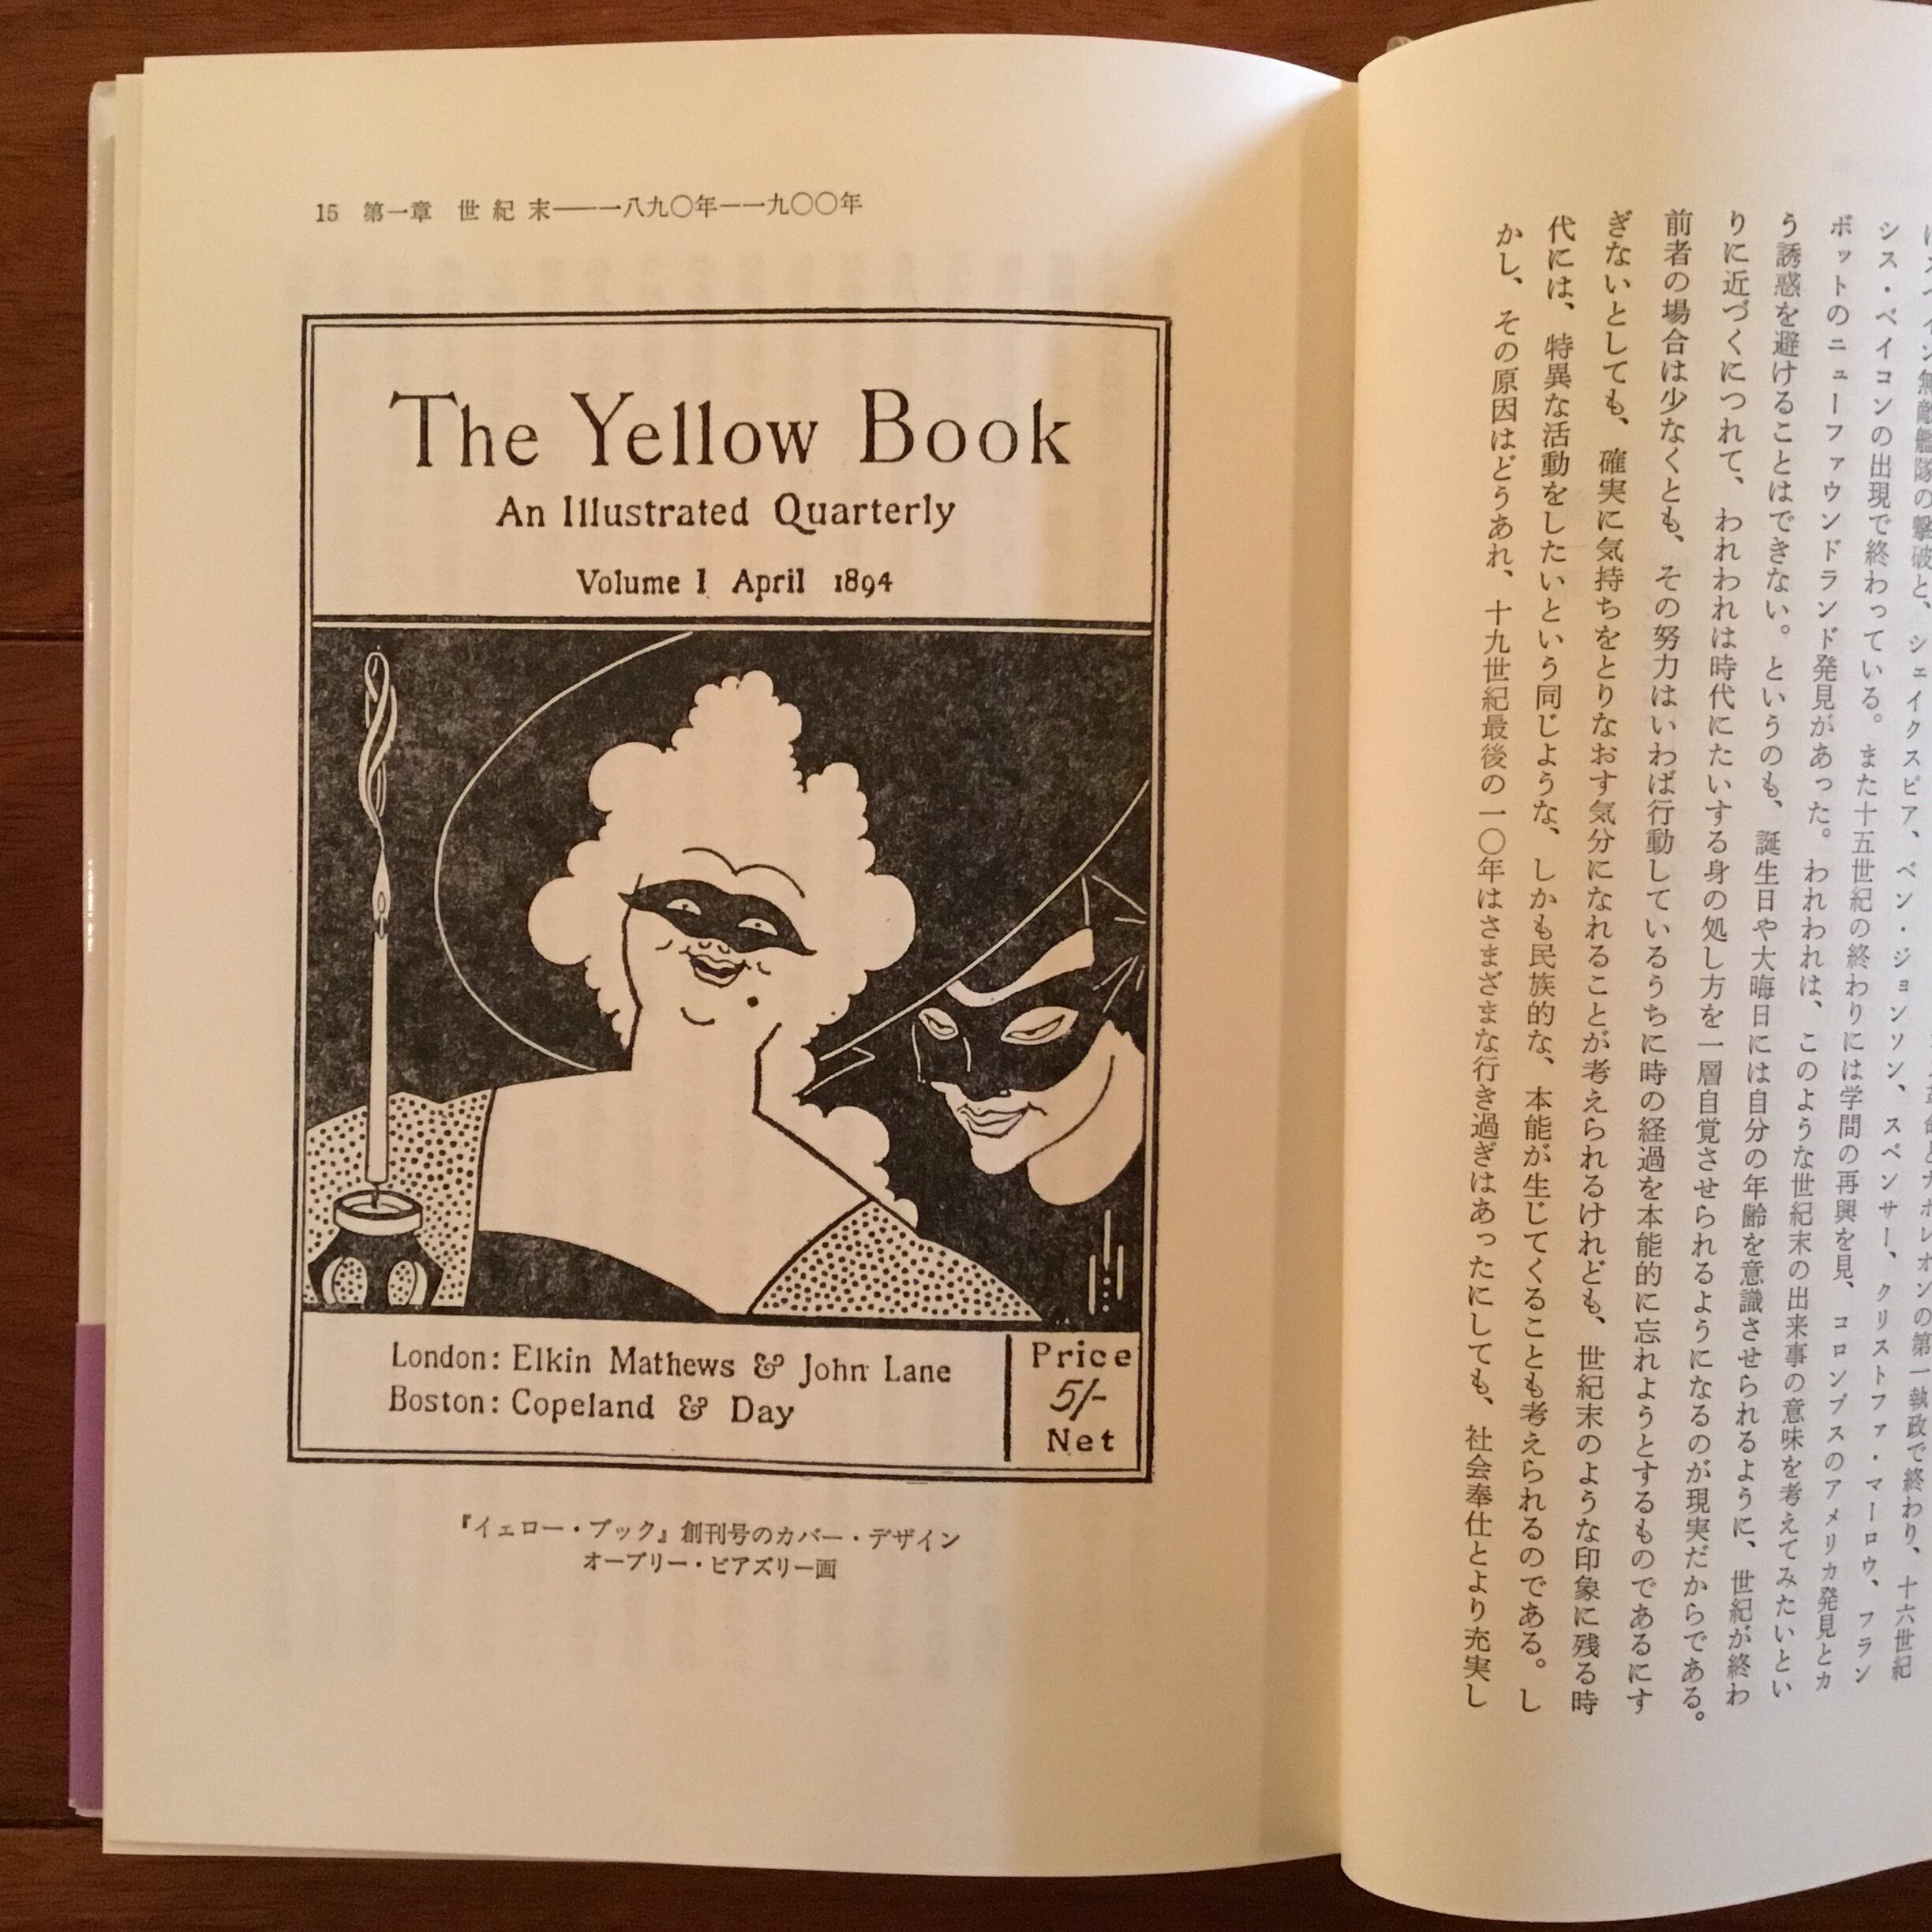 15 第一章 世紀末――一八九〇年―一九〇〇年
The Yellow Book
An Illustrated Quarterly
Volume I April 1894
London: Elkin Mathews & John Lane
Boston: Copeland & Day
Price
5/-
Net
『イェロー・ブック』創刊号のカバー・デザイン
オーブリー・ビアズリー画
シス・ベイコンの出現で終わっている。また十五世紀の終わりには学問の再興を見、コロンブスのアメリカ発見とカ
ボットのニューファウンドランド発見があった。われわれは、このような世紀末の出来事の意味を考えてみたいとい
う誘惑を避けることはできない。というのも、誕生日や大晦日には自分の年齢を意識させられるように、世紀が終わ
りに近づくにつれて、われわれは時代にたいする身の処し方を一層自覚させられるようになるのが現実だからである。
前者の場合は少なくとも、その努力はいわば行動しているうちに時の経過を本能的に忘れようとするものであるにす
ぎないとしても、確実に気持ちをとりなおす気分になれることが考えられるけれども、世紀末のような印象に残る時
代には、特異な活動をしたいという同じような、しかも民族的な、本能が生じてくることも考えられるのである。し
かし、その原因はどうあれ、十九世紀最後の一〇年はさまざまな行き過ぎはあったにしても、社会奉仕とより充実し